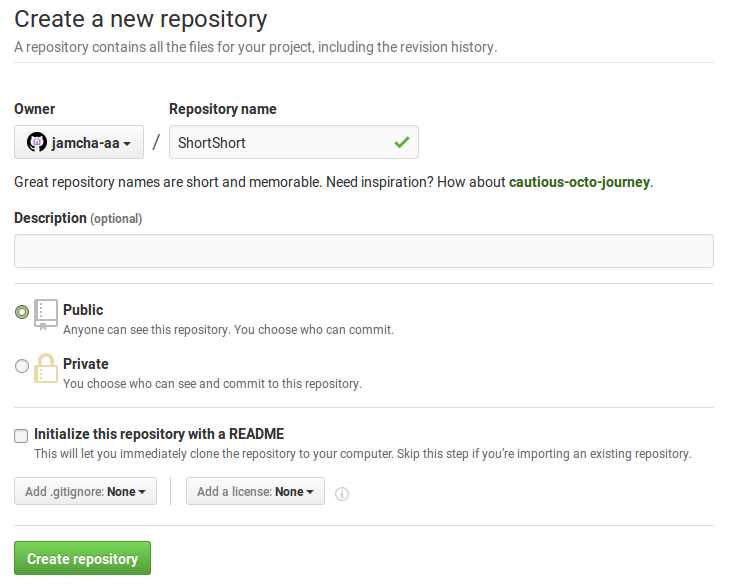 Create a new repository
A repository contains all the files for your project, including the revision history.
Owner Repository name
jamcha-aa / ShortShort
Great repository names are short and memorable. Need inspiration? How about cautious-octo-journey.
Description (optional)
Public
Anyone can see this repository. You choose who can commit.
Private
You choose who can see and commit to this repository.
Initialize this repository with a README
This will let you immediately clone the repository to your computer. Skip this step if you're importing an existing repository.
Add .gitignore: None Add a license: None
Create repository